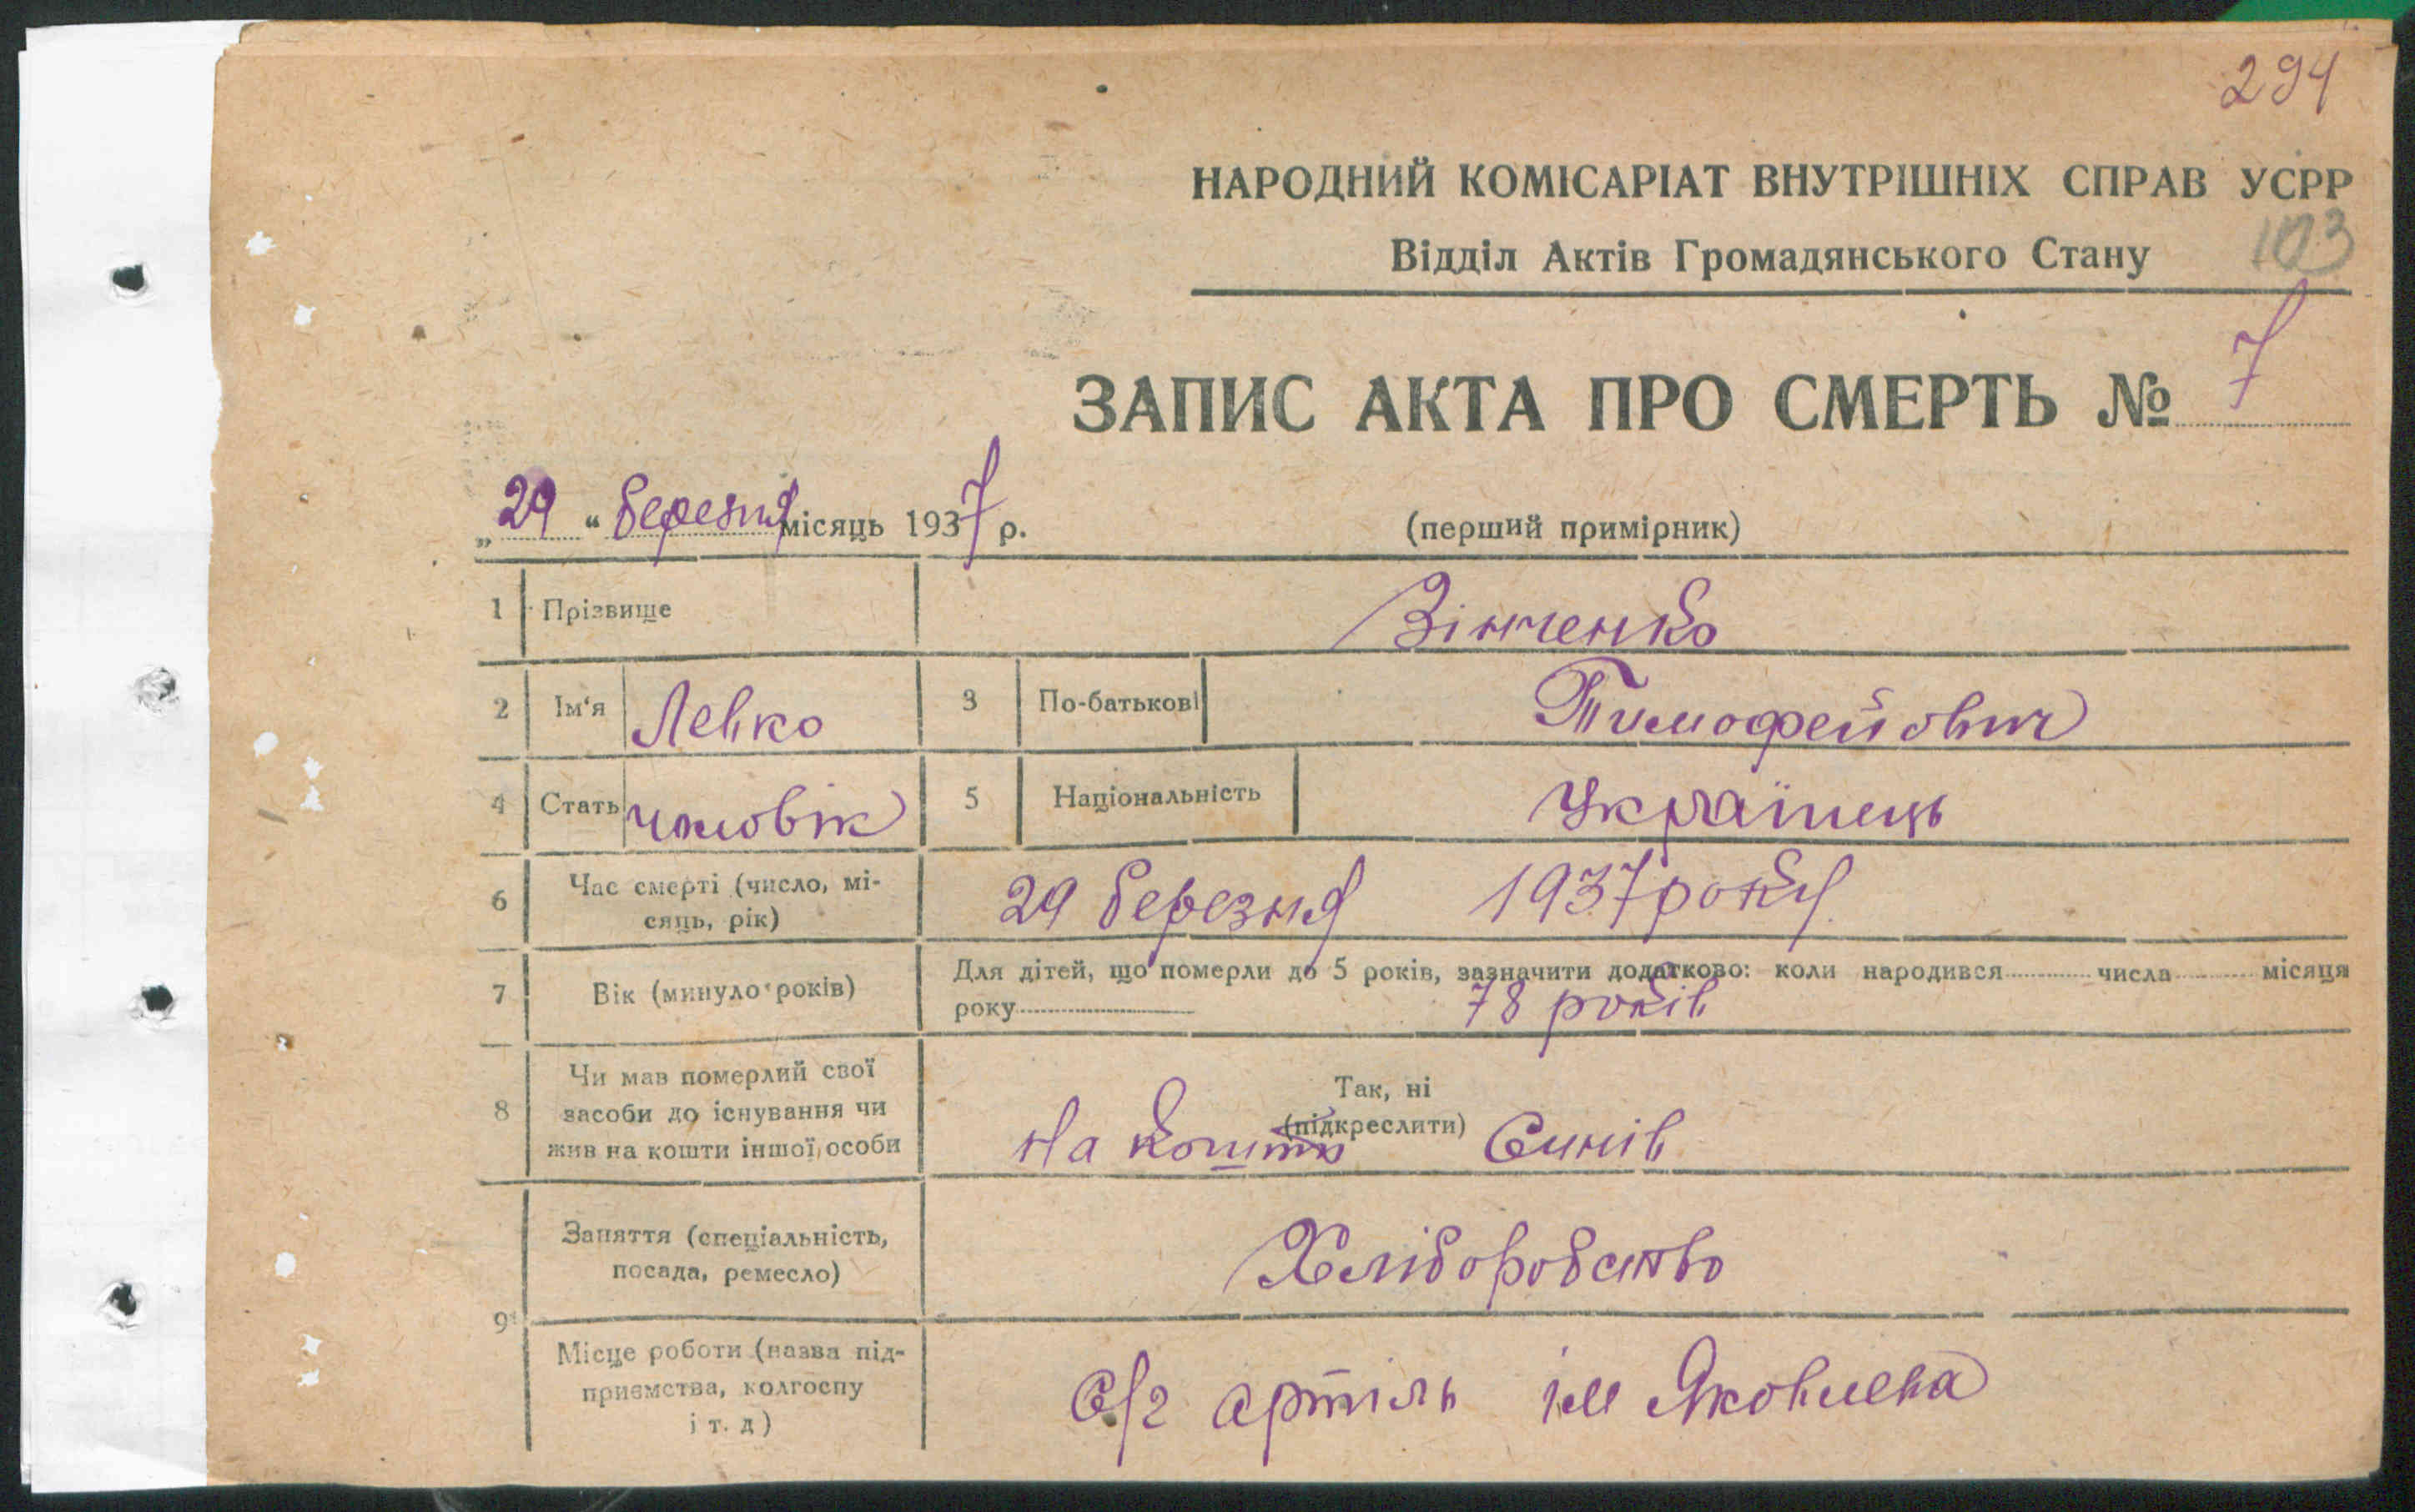 294
НАРОДНИЙ КОМІСАРІАТ ВНУТРІШНІХ СПРАВ УСРР
Відділ Актів Громадянського Стану 103
ЗАПИС АКТА ПРО СМЕРТЬ № 7
„ 29 “ березня місяць 1937 р. (перший примірник)
1 Прізвище Зінченко
2 Ім'я Левко 3 По-батькові Тимофейович
4 Стать чоловік 5 Національність Українець
6 Час смерті (число, мі-
сяць, рік) 29 березня 1937 року
7 Вік (минуло років) Для дітей, що померли до 5 років, зазначити додатково: коли народився числа місяця
року 78 років
8 Чи мав померлий свої
засоби до існування чи
жив на кошти іншої особи
Так, ні
(підкреслити)
На кошти Синів
9 Заняття (спеціальність,
посада, ремесло) Хліборобство
Місце роботи (назва під-
приємства, колгоспу
і т. д)
С/г артіль ім Яковлева